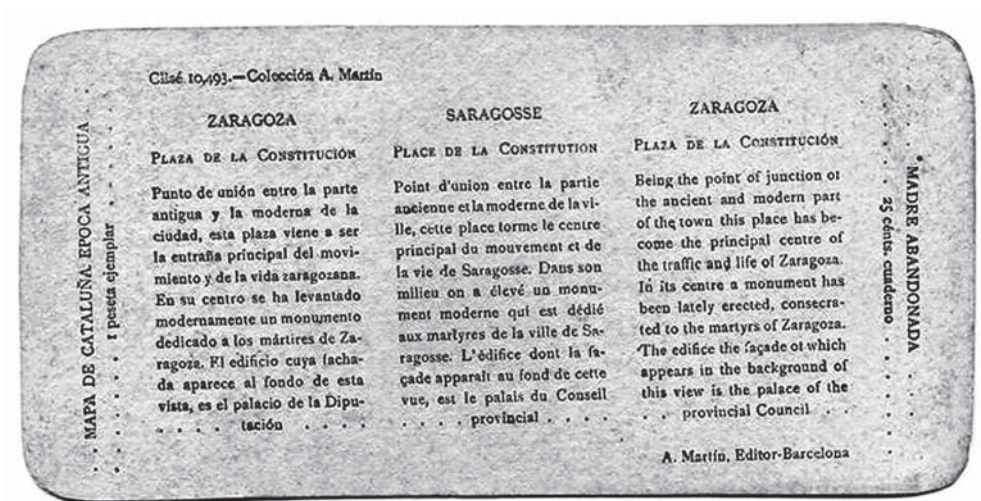 Clisé 10,493.—Colección A. Martín
ZARAGOZA
PLAZA DE LA CONSTITUCIÓN
Punto de unión entro la parte
antigua y la moderna de la
ciudad, esta plaza viene a ser
la entraña principal del movi-
miento y de la vida zaragozana.
En su centro se ha levantado
modernamente un monumento
dedicado a los mártires de Za-
ragoza. El edificio cuya facha-
da aparece al fondo de esta
vista, es el palacio de la Dipu-
. . . . tación . . . .
SARAGOSSE
PLACE DE LA CONSTITUTION
Point d'union entre la partie
ancienne et la moderne de la vi-
lle, cette place torme le centre
principal du mouvement et de
la vie de Saragosse. Dans son
milieu on a élevé un monu-
ment moderne qui est dédié
aux martyres de la ville de Sa-
ragosse. L'édifice dont la fa-
çade apparaît au fond de cette
vue, est le palais du Conseil
. . . . provincial . . . .
ZARAGOZA
PLAZA DE LA CONSTITUCIÓN
Being the point of junction of
the ancient and modern part
of the town this place has be-
come the principal centre of
the traffic and life of Zaragoza.
In its centre a monument has
been lately erected, consecra-
ted to the martyrs of Zaragoza.
The edifice the façade of which
appears in the background of
this view is the palace of the
. . provincial Council . .
A. Martín, Editor-Barcelona
. . MAPA DE CATALUÑA. EPOCA ANTIGUA
. . . . . . 1 peseta ejemplar . . . . . .
MADRE ABANDONADA
. . . 25 cénts. cuaderno . . .